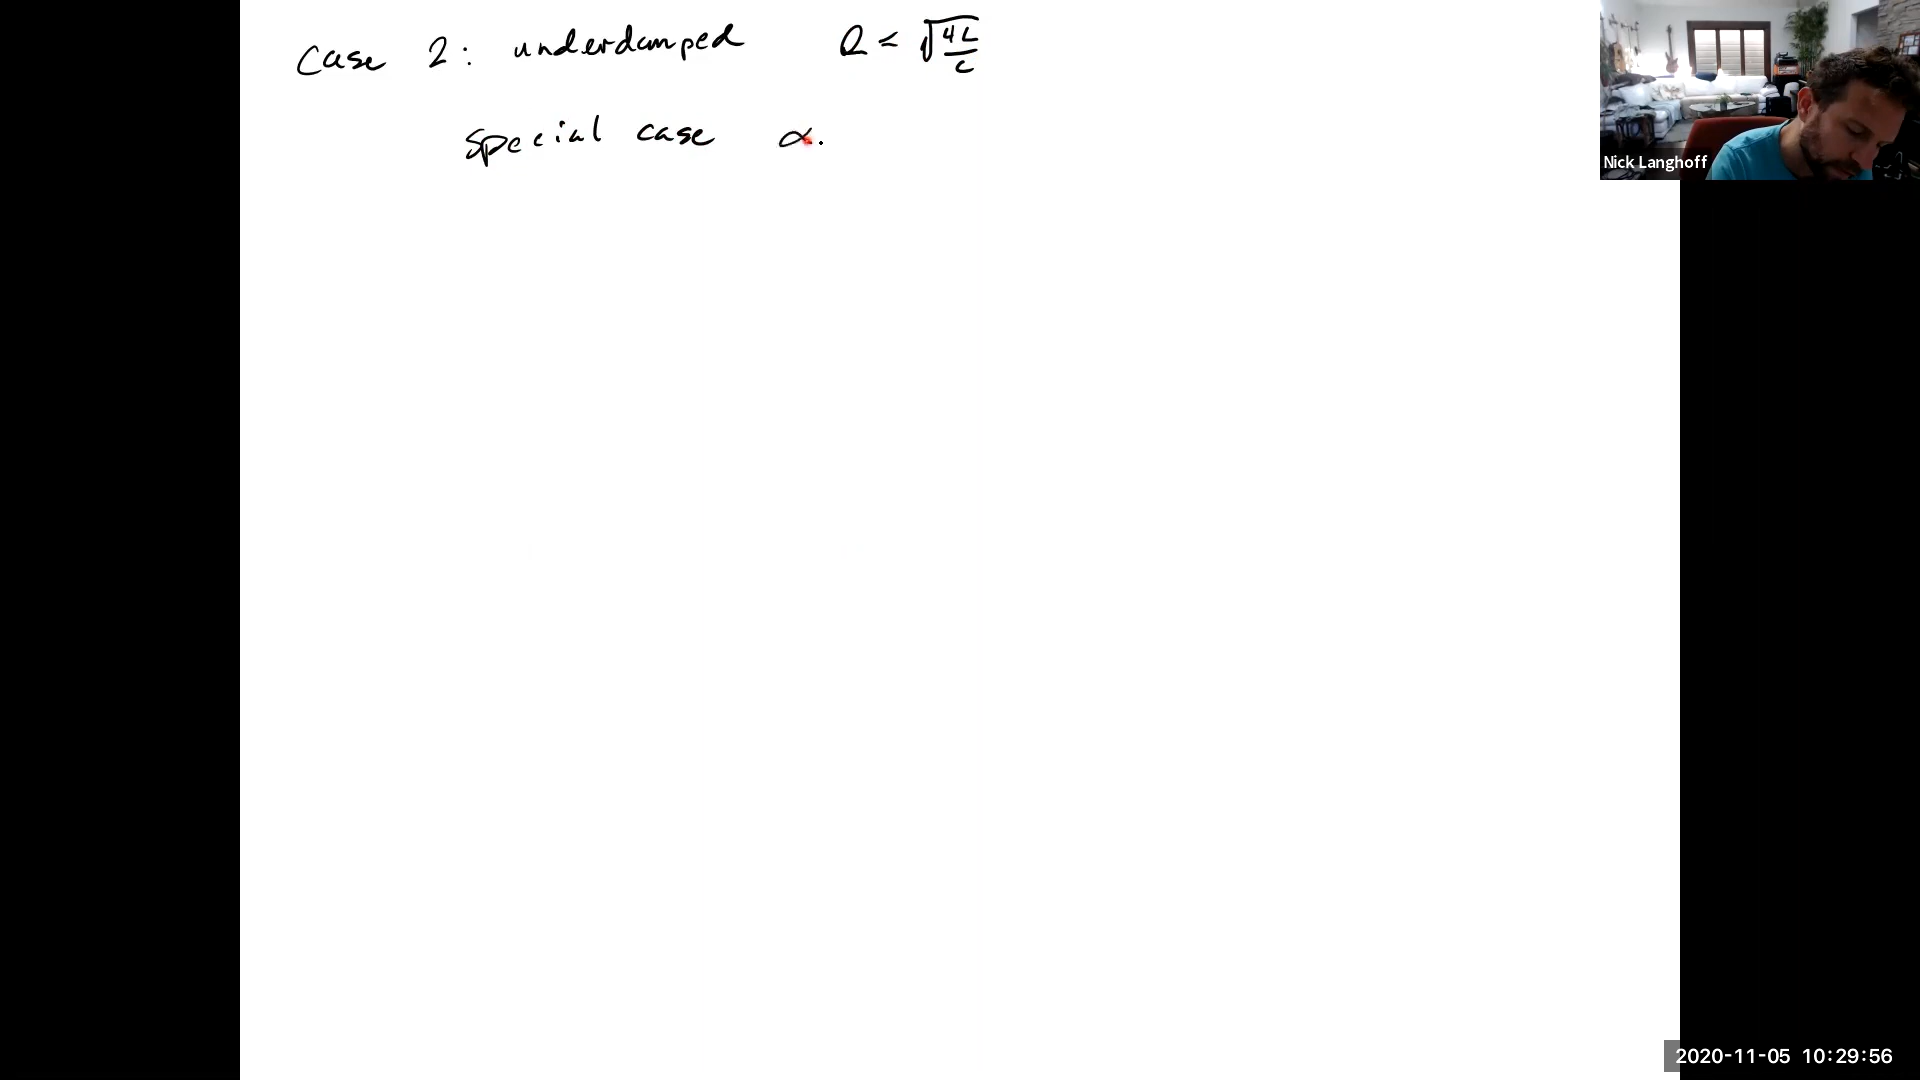 Case 2: underdamped R < √4L/C
special case α.
Nick Langhoff
2020-11-05 10:29:56